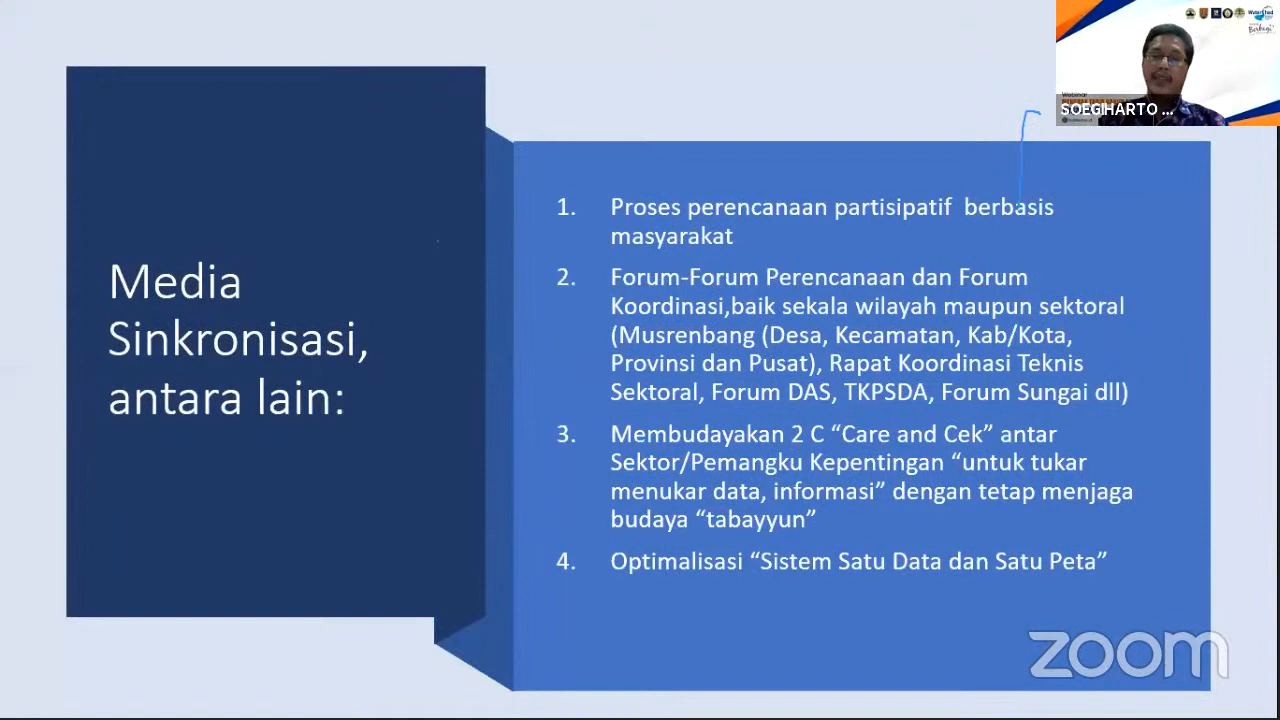 Media
Sinkronisasi,
antara lain:
1. Proses perencanaan partisipatif berbasis
masyarakat
2. Forum-Forum Perencanaan dan Forum
Koordinasi,baik sekala wilayah maupun sektoral
(Musrenbang (Desa, Kecamatan, Kab/Kota,
Provinsi dan Pusat), Rapat Koordinasi Teknis
Sektoral, Forum DAS, TKPSDA, Forum Sungai dll)
3. Membudayakan 2 C “Care and Cek” antar
Sektor/Pemangku Kepentingan “untuk tukar
menukar data, informasi” dengan tetap menjaga
budaya “tabayyun”
4. Optimalisasi “Sistem Satu Data dan Satu Peta”
Watershed
Berbagi
Webinar
SOEGIHARTO ...
zoom